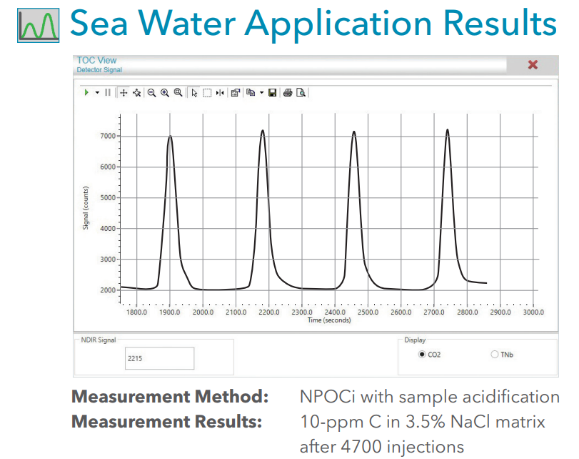 Sea Water Application Results
TOC View
Detector Signal
Signal (counts)
7000
6000
5000
4000
3000
2000
1800.0 1900.0 2000.0 2100.0 2200.0 2300.0 2400.0 2500.0 2600.0 2700.0 2800.0 2900.0 3000.0
Time (seconds)
NDIR Signal
2215
Display
CO2
TNb
Measurement Method: NPOCi with sample acidification
Measurement Results: 10-ppm C in 3.5% NaCl matrix
after 4700 injections